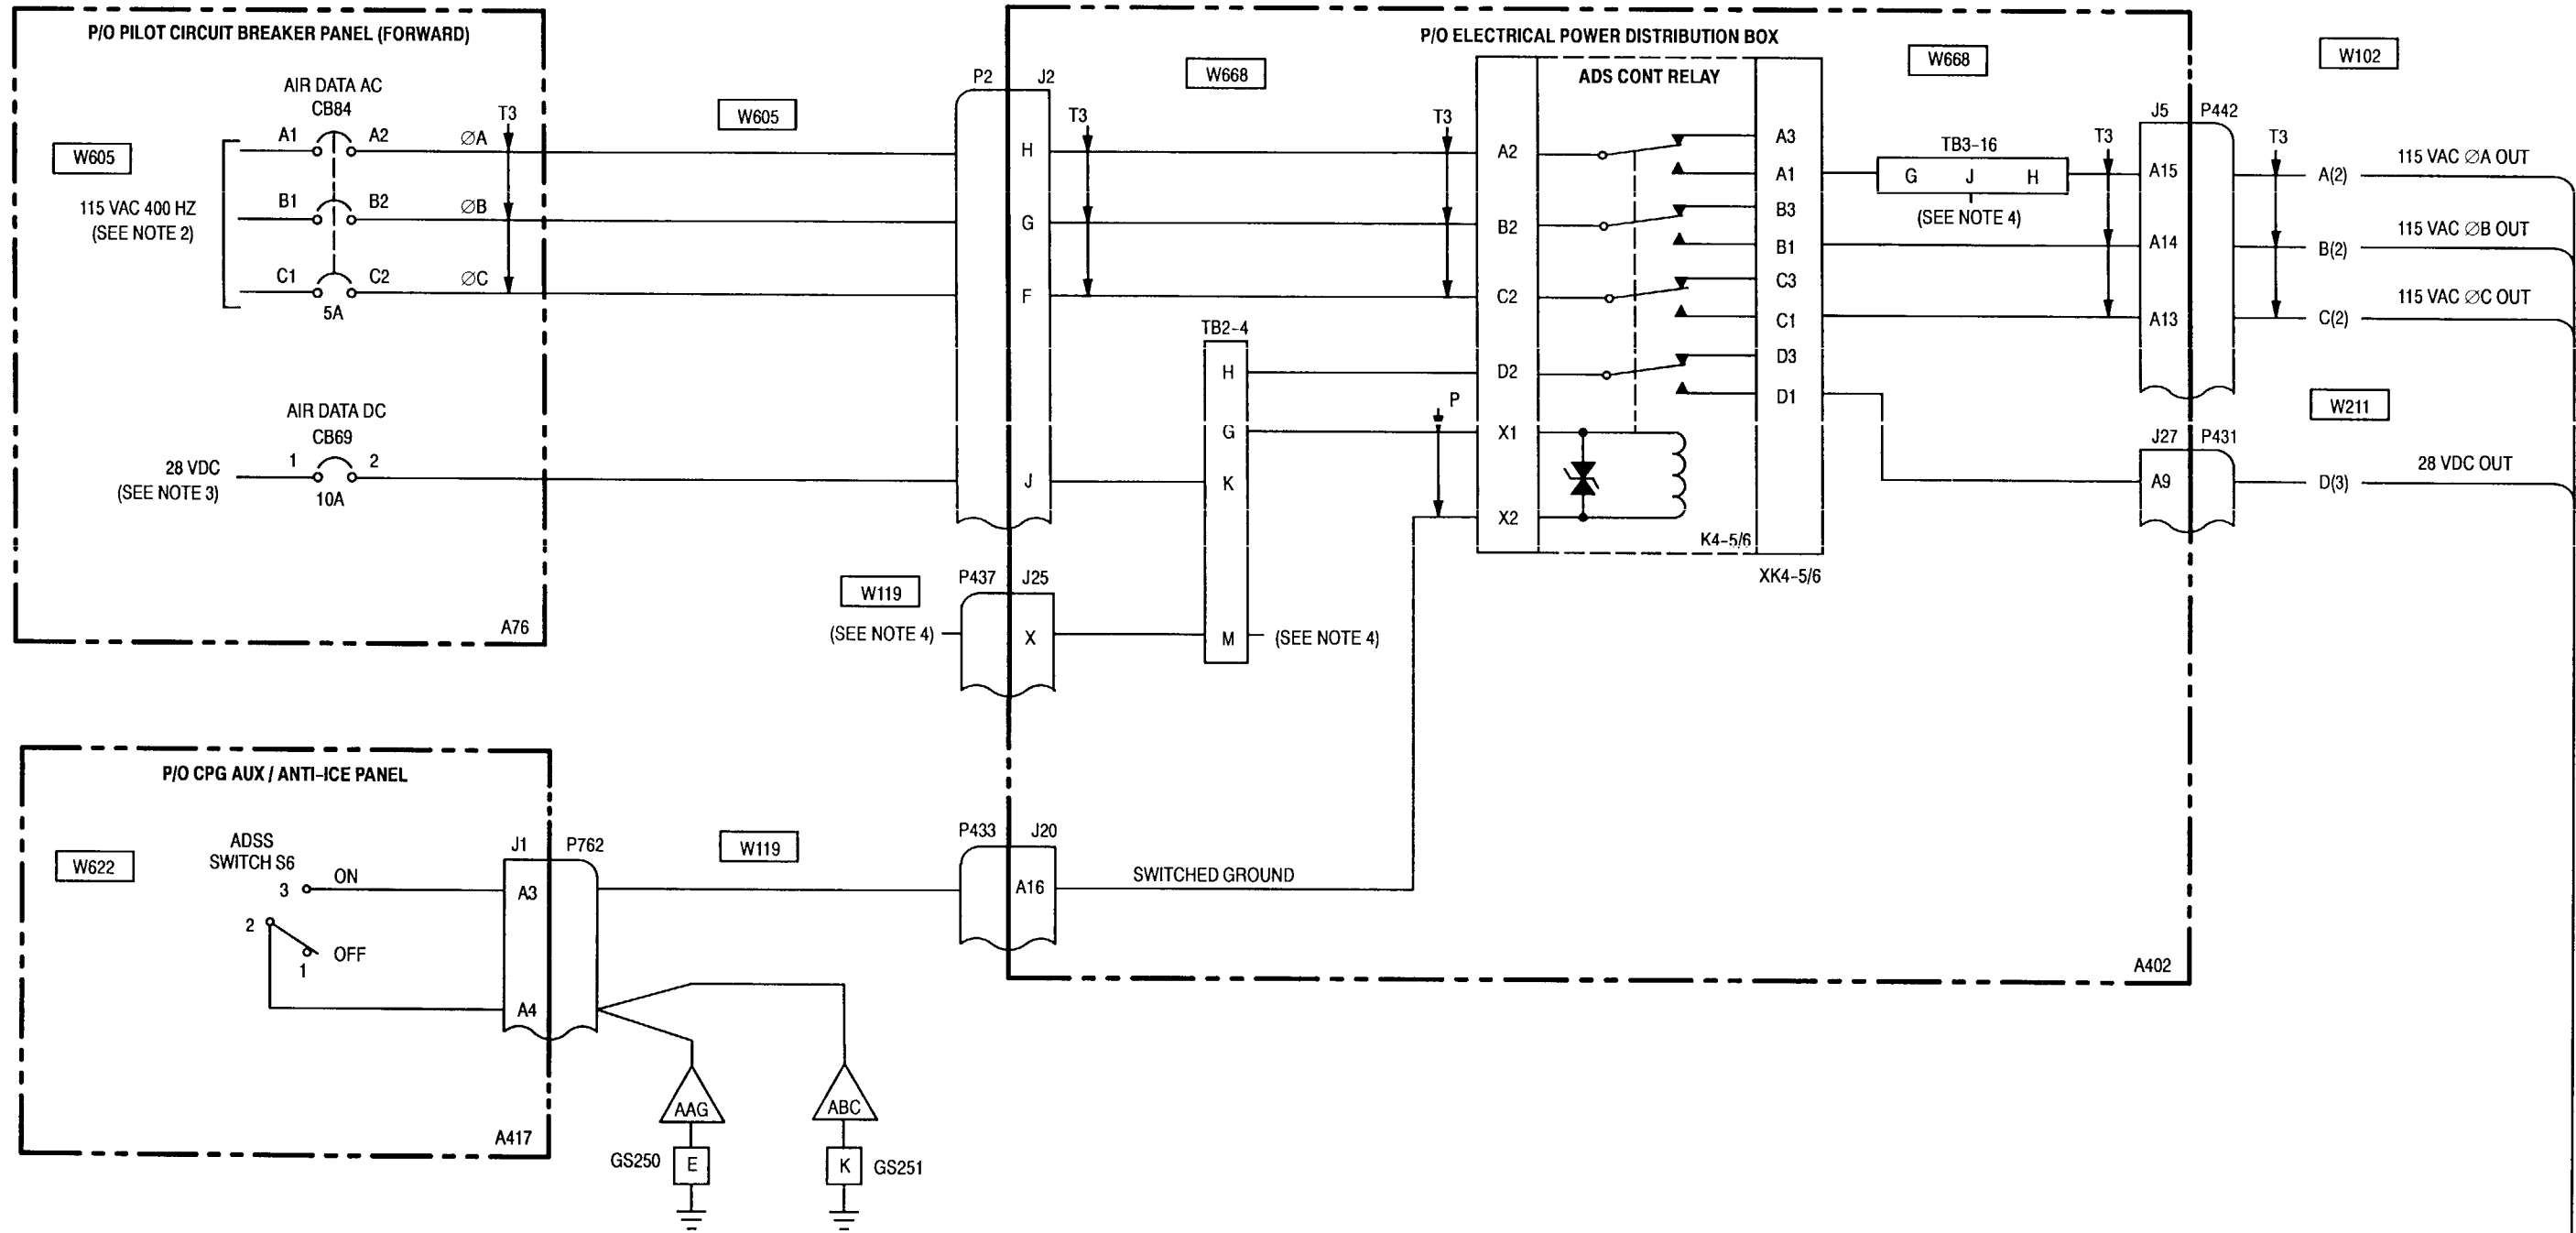 P/O PILOT CIRCUIT BREAKER PANEL (FORWARD)
AIR DATA AC
CB84
A1
A2
∅A
T3
W605
B1
B2
∅B
115 VAC 400 HZ
(SEE NOTE 2)
C1
C2
∅C
5A
AIR DATA DC
CB69
28 VDC
(SEE NOTE 3)
1
2
10A
A76
W605
P2
J2
H
G
F
J
P/O ELECTRICAL POWER DISTRIBUTION BOX
W668
T3
T3
TB2-4
H
G
K
M
(SEE NOTE 4)
P
ADS CONT RELAY
A2
B2
C2
D2
X1
X2
A3
A1
B3
B1
C3
C1
D3
D1
K4-5/6
XK4-5/6
W668
TB3-16
G J H
(SEE NOTE 4)
T3
J5
P442
A15
A14
A13
J27
P431
A9
W102
T3
A(2)
115 VAC ∅A OUT
B(2)
115 VAC ∅B OUT
C(2)
115 VAC ∅C OUT
W211
D(3)
28 VDC OUT
W119
(SEE NOTE 4)
P437
J25
X
P/O CPG AUX / ANTI-ICE PANEL
W622
ADSS
SWITCH S6
3
ON
2
1
OFF
J1
P762
A3
A4
A417
W119
P433
J20
A16
SWITCHED GROUND
A402
AAG
ABC
GS250
E
K
GS251